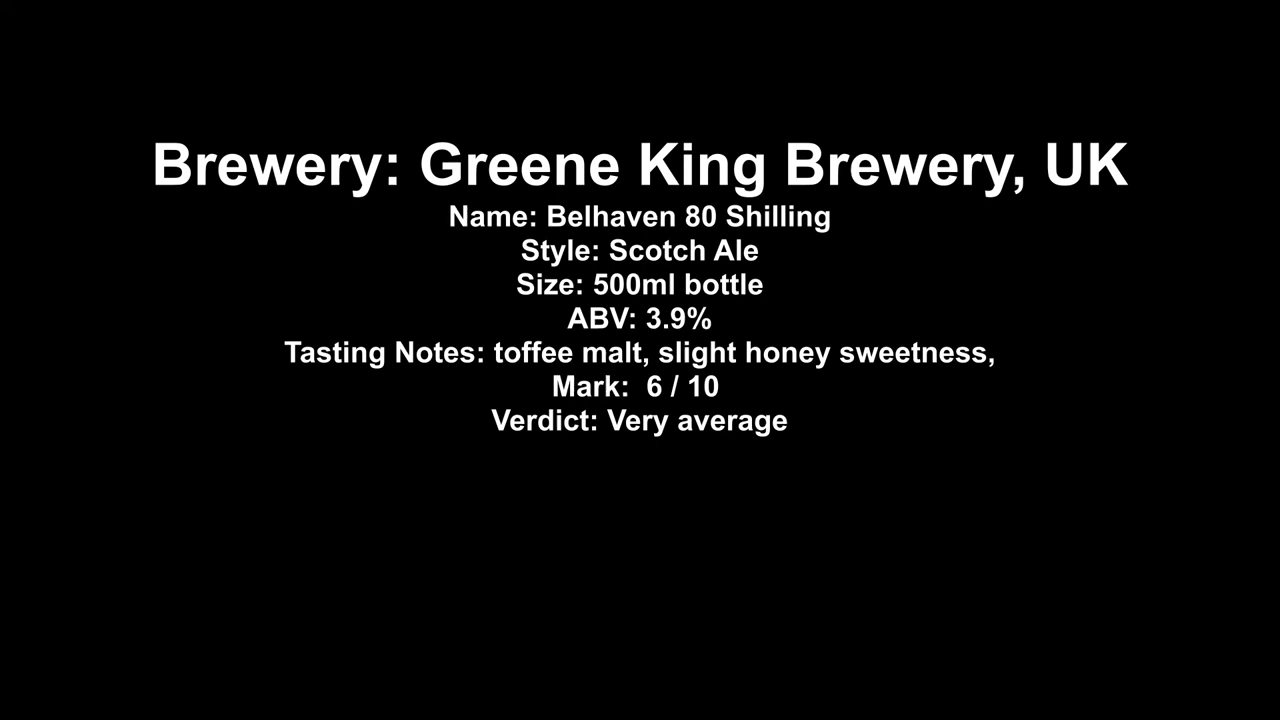 Brewery: Greene King Brewery, UK
Name: Belhaven 80 Shilling
Style: Scotch Ale
Size: 500ml bottle
ABV: 3.9%
Tasting Notes: toffee malt, slight honey sweetness,
Mark:  6 / 10
Verdict: Very average